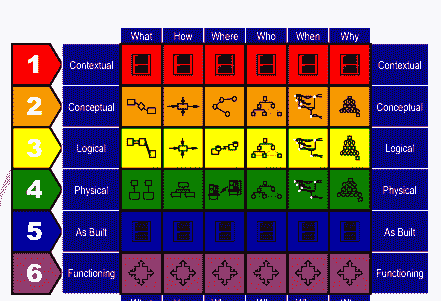 What How Where Who When Why
1 Contextual Contextual
2 Conceptual Conceptual
3 Logical Logical
4 Physical Physical
5 As Built As Built
6 Functioning Functioning